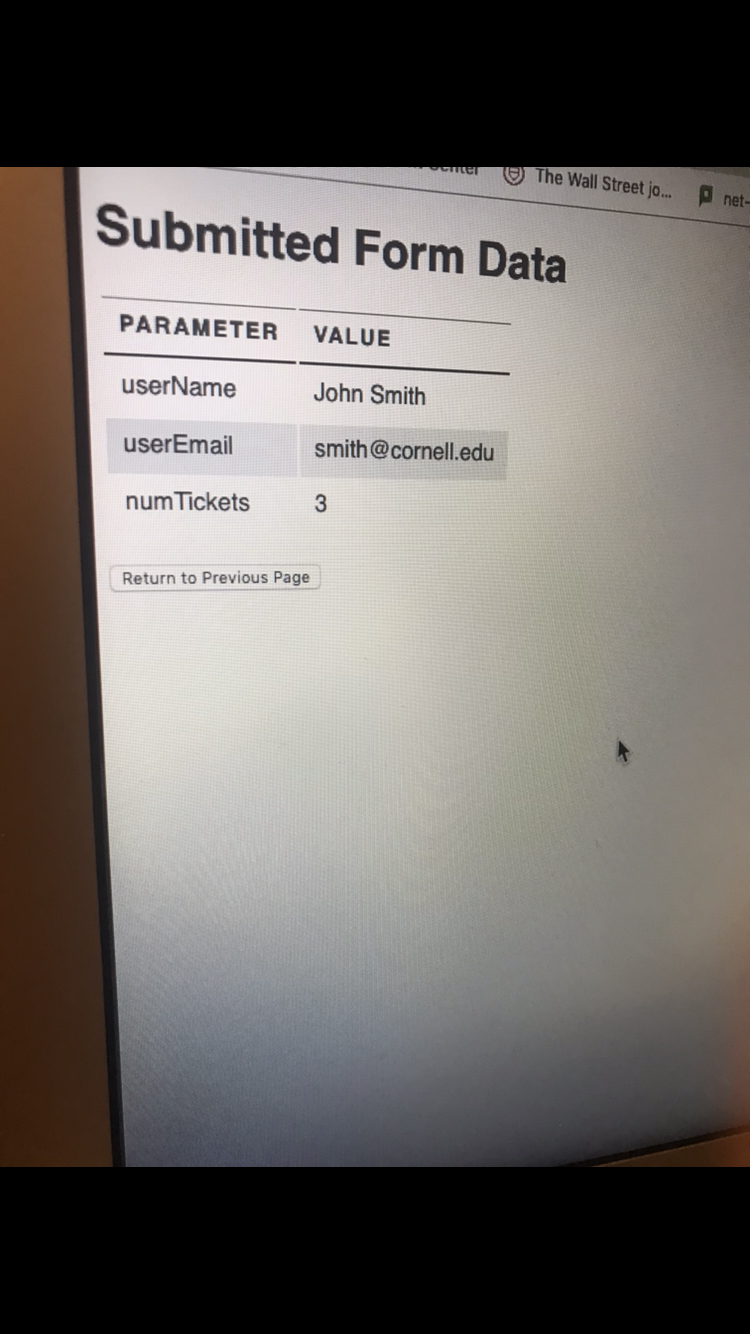 The Wall Street jo...
net-
Submitted Form Data
PARAMETER VALUE
userName John Smith
userEmail smith@cornell.edu
numTickets 3
Return to Previous Page